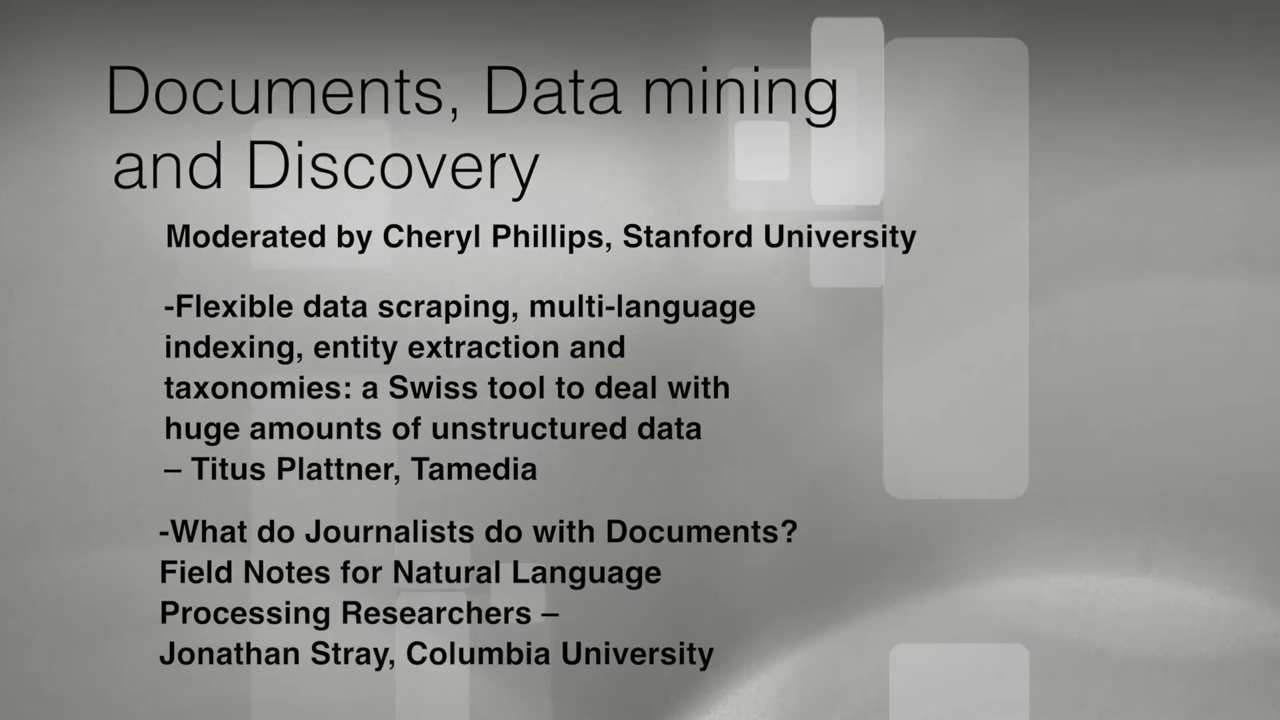 Documents, Data mining
and Discovery
Moderated by Cheryl Phillips, Stanford University
-Flexible data scraping, multi-language
indexing, entity extraction and
taxonomies: a Swiss tool to deal with
huge amounts of unstructured data
– Titus Plattner, Tamedia
-What do Journalists do with Documents?
Field Notes for Natural Language
Processing Researchers –
Jonathan Stray, Columbia University